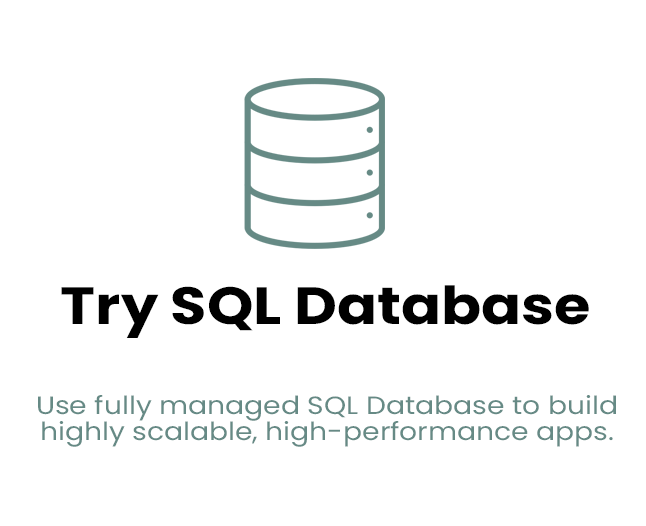 Try SQL Database
Use fully managed SQL Database to build
highly scalable, high-performance apps.